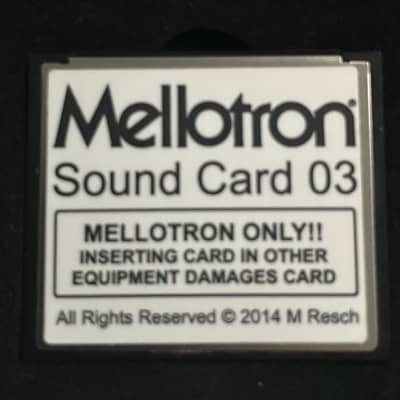 Mellotron®
Sound Card 03
MELLOTRON ONLY!!
INSERTING CARD IN OTHER
EQUIPMENT DAMAGES CARD
All Rights Reserved © 2014 M Resch